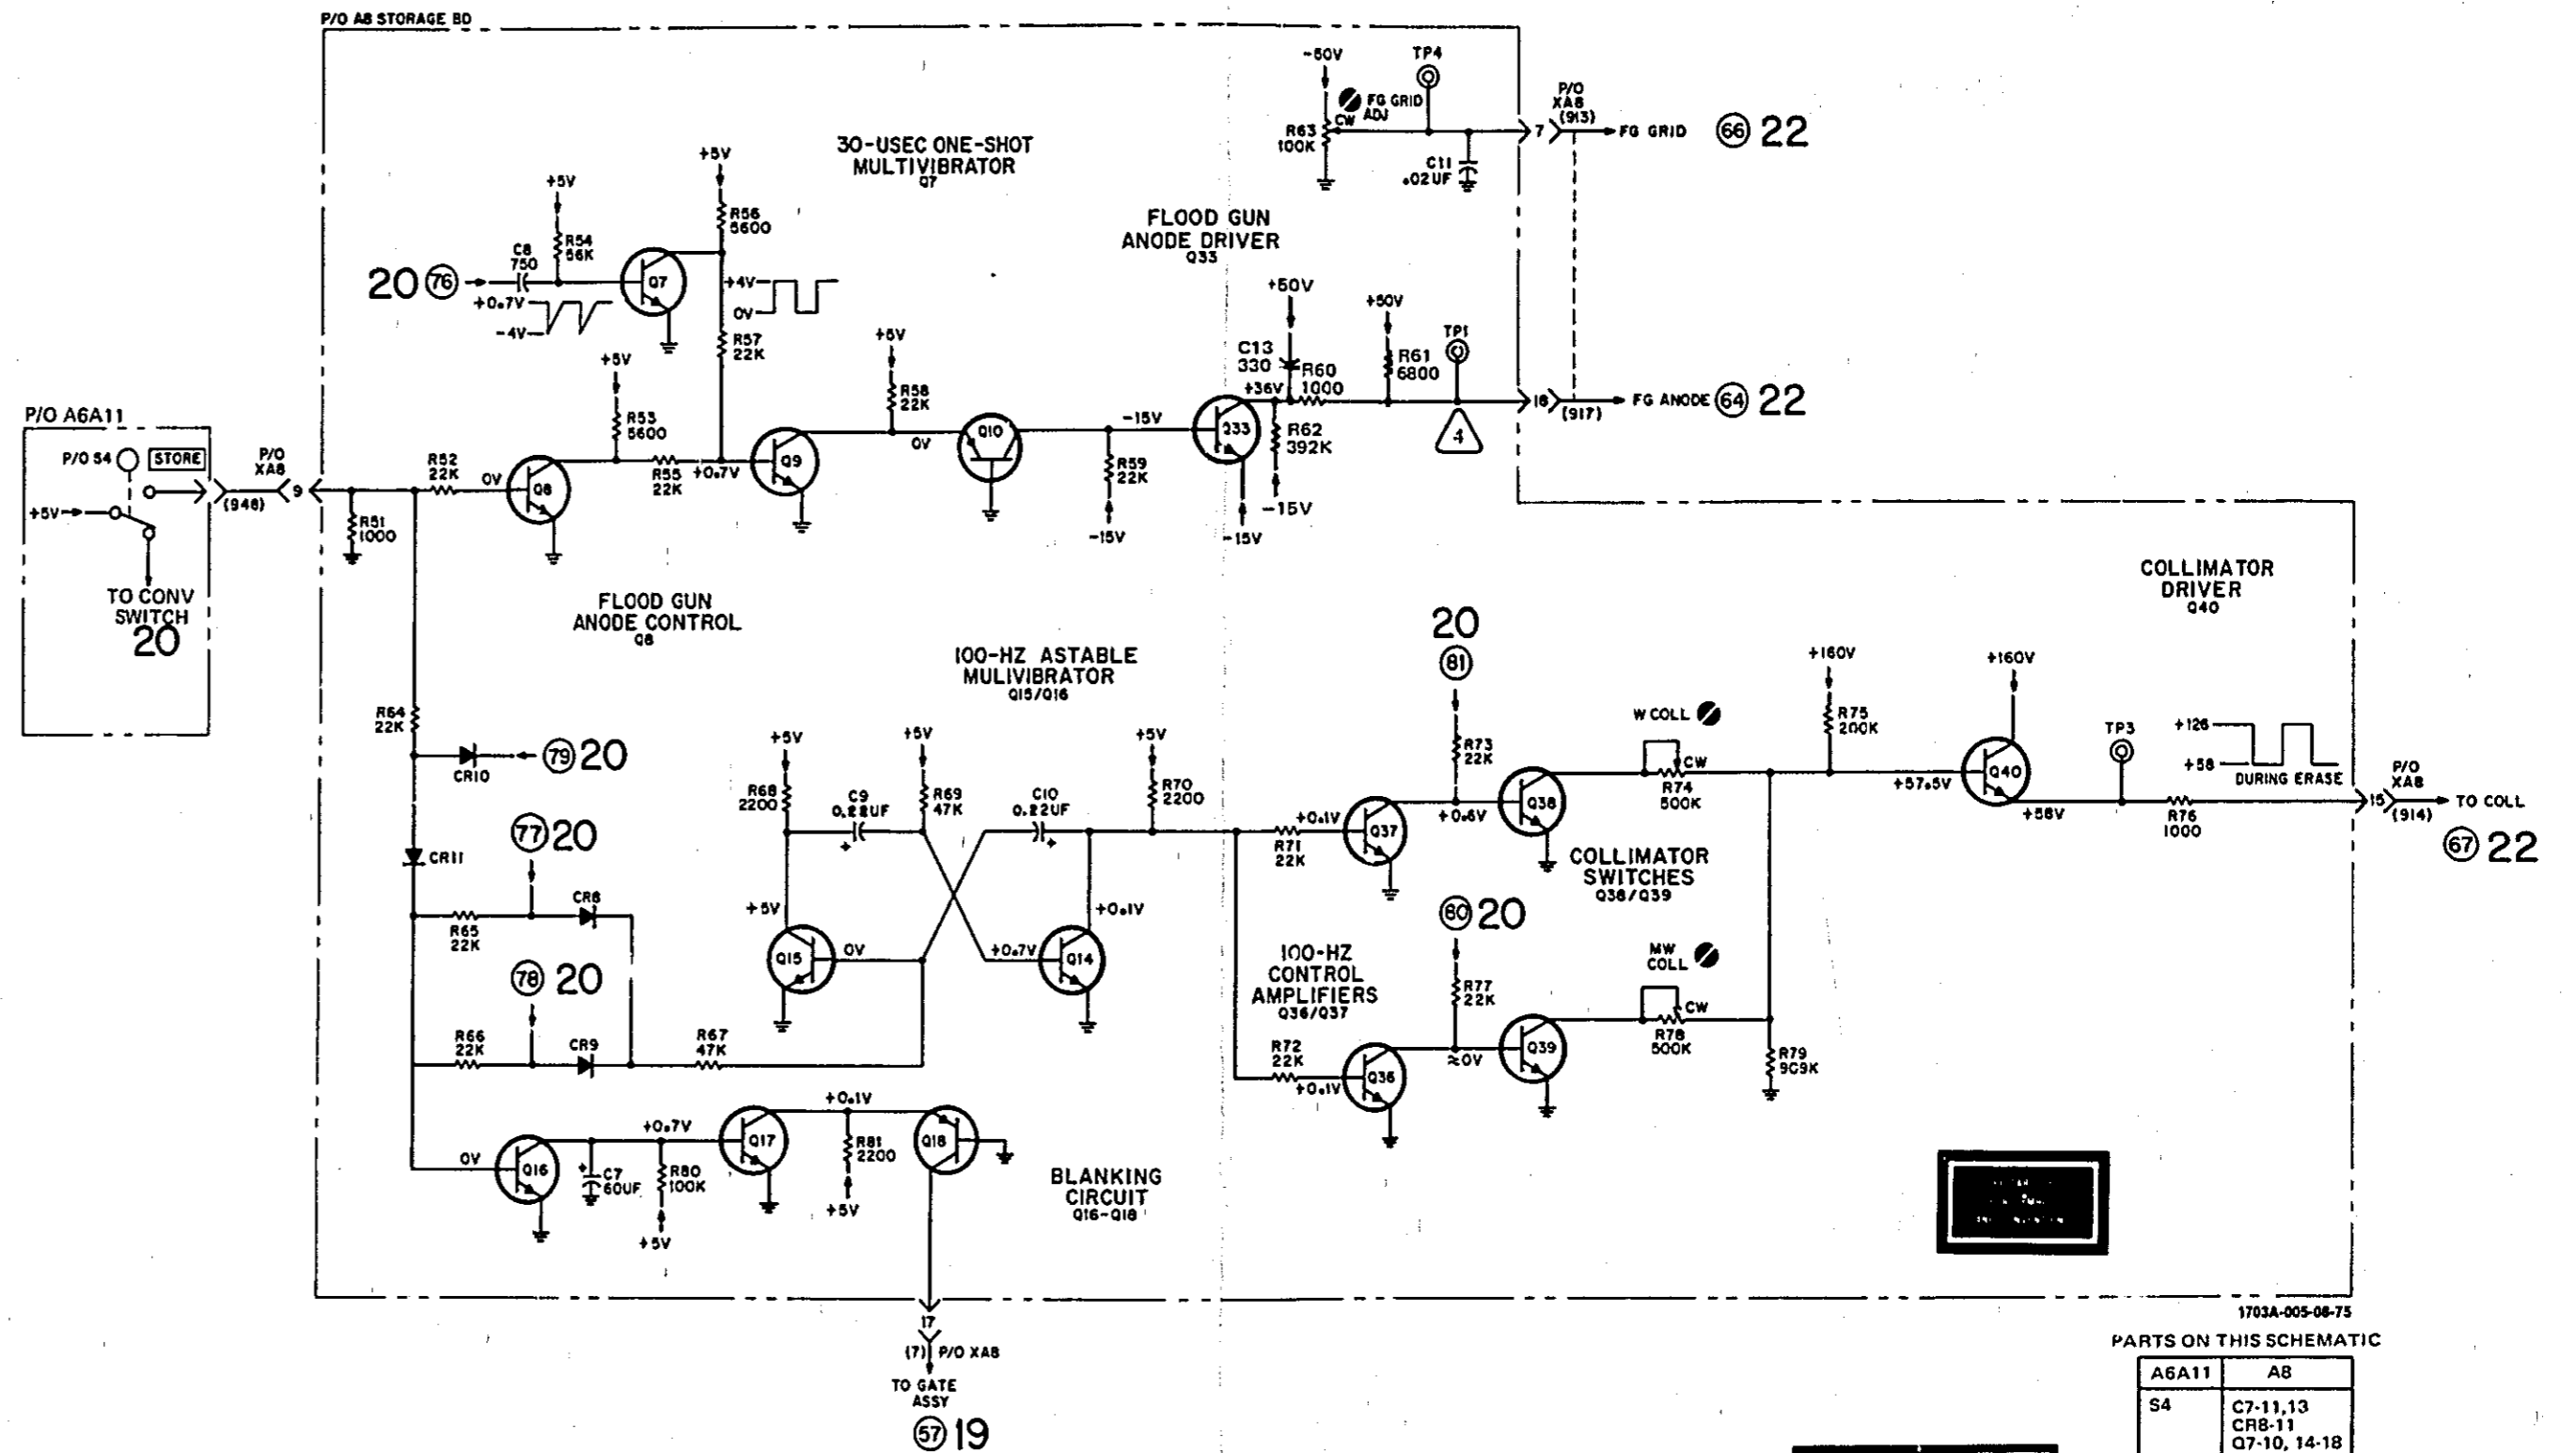 P/O A8 STORAGE BD
-50V
TP4
FG GRID
ADJ
CW
R63
100K
C11
.02UF
7
P/O
XA8
(913)
FG GRID
66 22
30-USEC ONE-SHOT
MULTIVIBRATOR
Q7
+5V
+5V
R56
5600
C8
750
R54
56K
Q7
20 76
+0.7V
-4V
+4V
0V
R57
22K
FLOOD GUN
ANODE DRIVER
Q33
+50V
+50V
TP1
C13
330
R60
1000
R61
6800
+36V
16
(917)
FG ANODE 64 22
4
+5V
R53
5600
+5V
R58
22K
0V
Q10
-15V
Q33
R62
392K
-15V
-15V
R59
22K
-15V
P/O A6A11
P/O S4
STORE
+5V
TO CONV
SWITCH
20
(948)
P/O
XA8
9
R51
1000
R52
22K
0V
Q8
R55
22K
+0.7V
Q9
FLOOD GUN
ANODE CONTROL
Q8
COLLIMATOR
DRIVER
Q40
100-HZ ASTABLE
MULIVIBRATOR
Q15/Q16
20
81
R64
22K
79 20
CR10
CR11
77 20
CR8
R65
22K
78 20
R66
22K
CR9
R67
47K
+5V
R68
2200
C9
0.22UF
+
+5V
R69
47K
C10
0.22UF
+
+5V
R70
2200
+5V
Q15
0V
+0.7V
Q14
+0.1V
R71
22K
+0.1V
Q37
R73
22K
+0.6V
Q38
W COLL
CW
R74
500K
+160V
R75
200K
+57.5V
+160V
Q40
+58V
TP3
+126
+58
DURING ERASE
R76
1000
15
P/O
XA8
(914)
TO COLL
67 22
COLLIMATOR
SWITCHES
Q38/Q39
80 20
100-HZ
CONTROL
AMPLIFIERS
Q36/Q37
R77
22K
MW
COLL
CW
R78
500K
R72
22K
+0.1V
Q36
≈0V
Q39
R79
909K
0V
Q16
+
C7
60UF
+0.7V
R80
100K
+5V
Q17
+0.1V
R81
2200
+5V
Q18
BLANKING
CIRCUIT
Q16-Q18
17
(7) P/O XA8
TO GATE
ASSY
57 19
1703A-005-08-75
PARTS ON THIS SCHEMATIC
A6A11 A8
S4 C7-11,13
CR8-11
Q7-10, 14-18